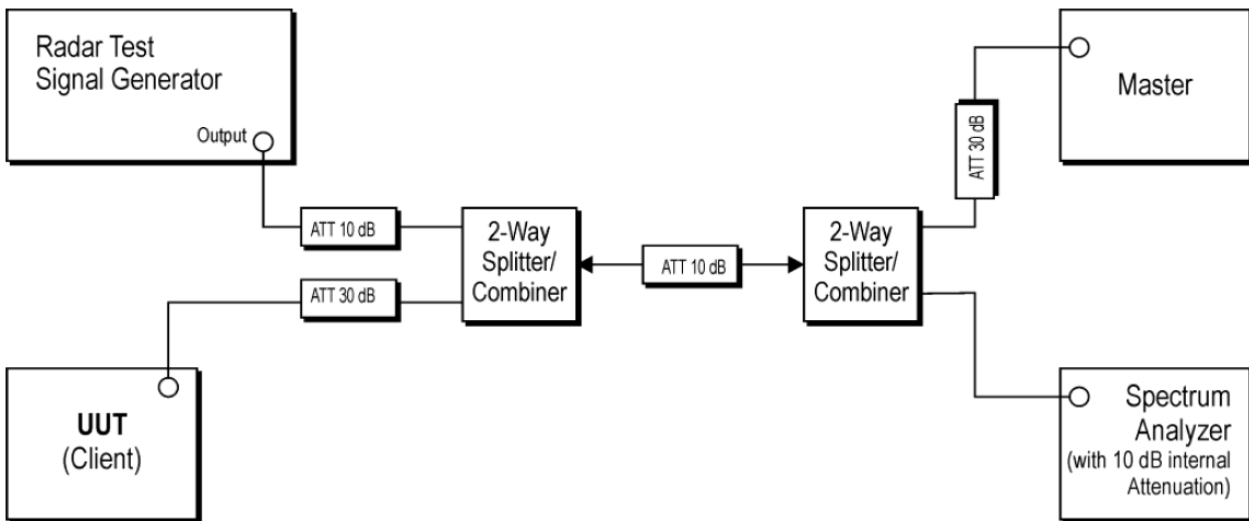 Radar Test
Signal Generator
Output
ATT 10 dB
ATT 30 dB
2-Way
Splitter/
Combiner
ATT 10 dB
2-Way
Splitter/
Combiner
ATT 30 dB
Master
UUT
(Client)
Spectrum
Analyzer
(with 10 dB internal
Attenuation)